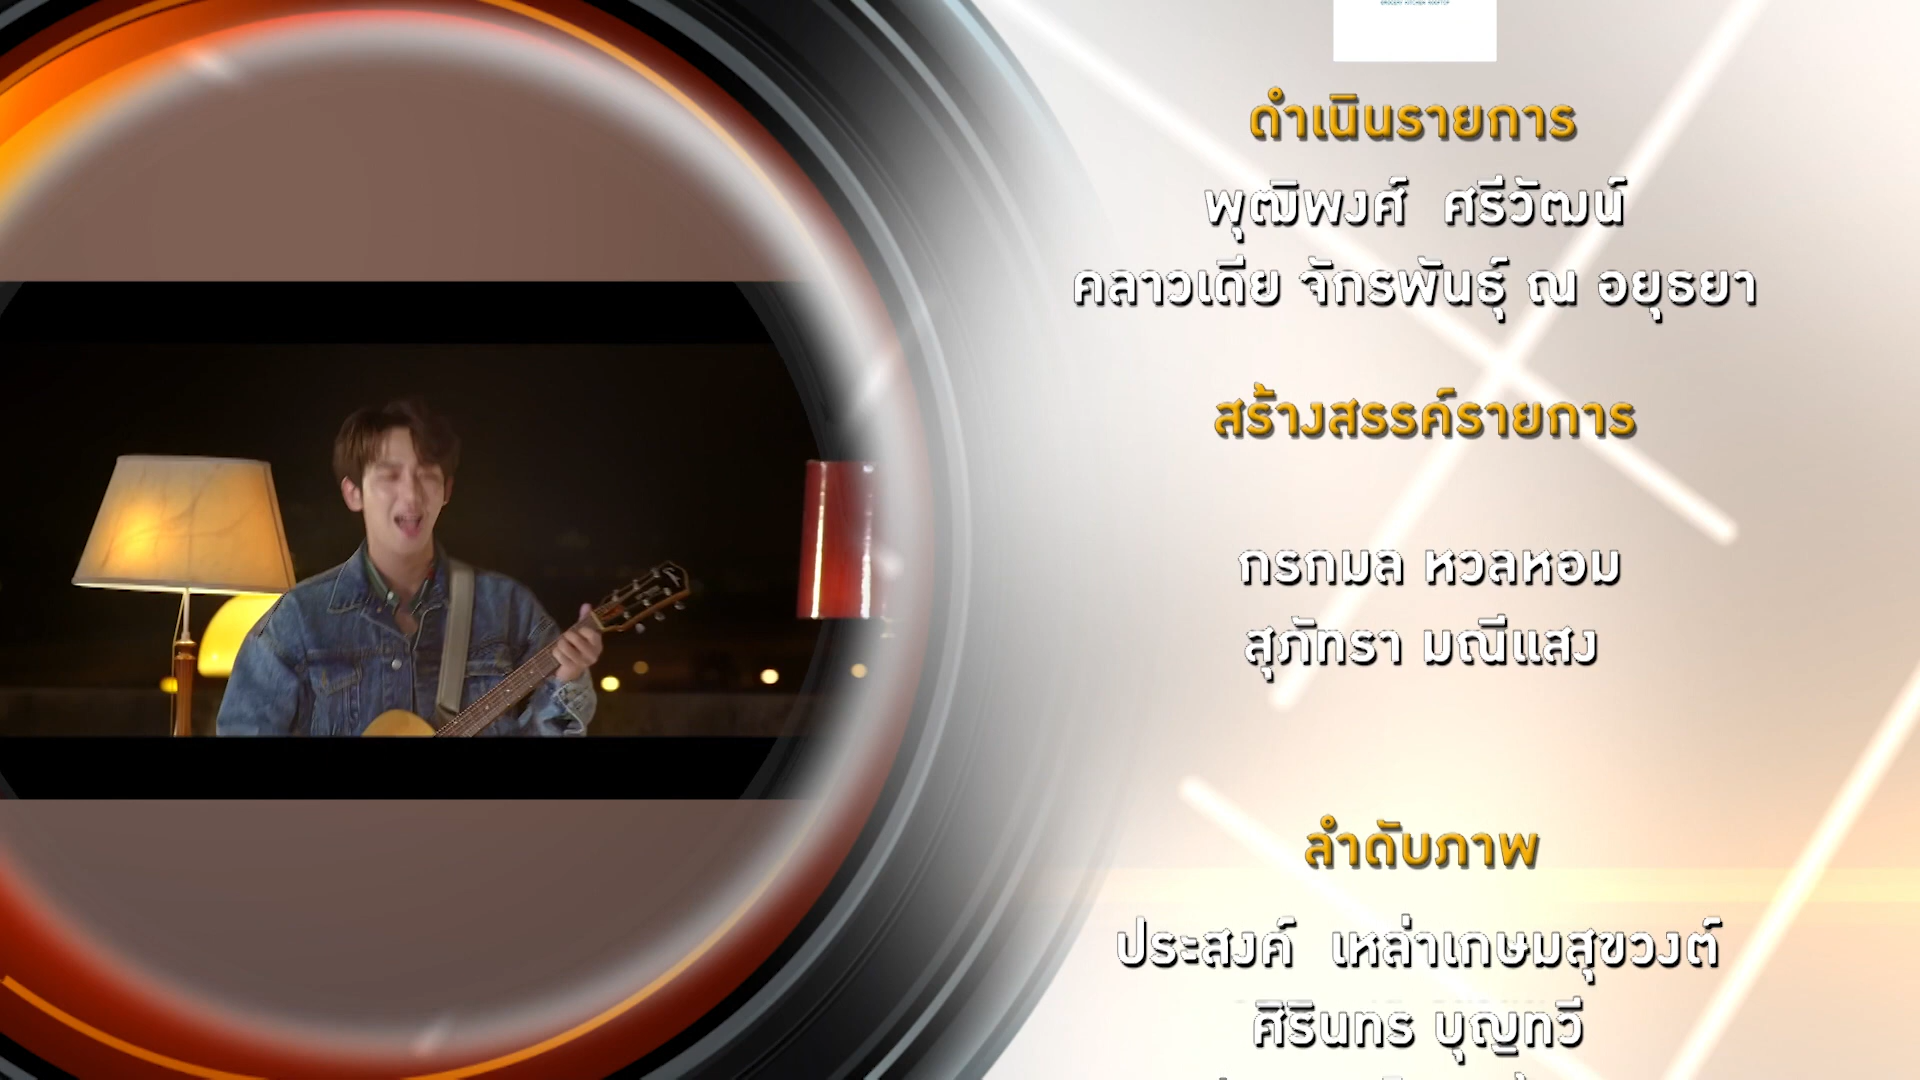 GROCERY KITCHEN ROOFTOP
ดำเนินรายการ
พุฒิพงศ์ ศรีวัฒน์
คลาวเดีย จักรพันธุ์ ณ อยุธยา
สร้างสรรค์รายการ
กรกมล หวลหอม
สุภัทรา มณีแสง
ลำดับภาพ
ประสงค์ เหล่าเกษมสุขวงต์
ศิรินทร บุญทวี